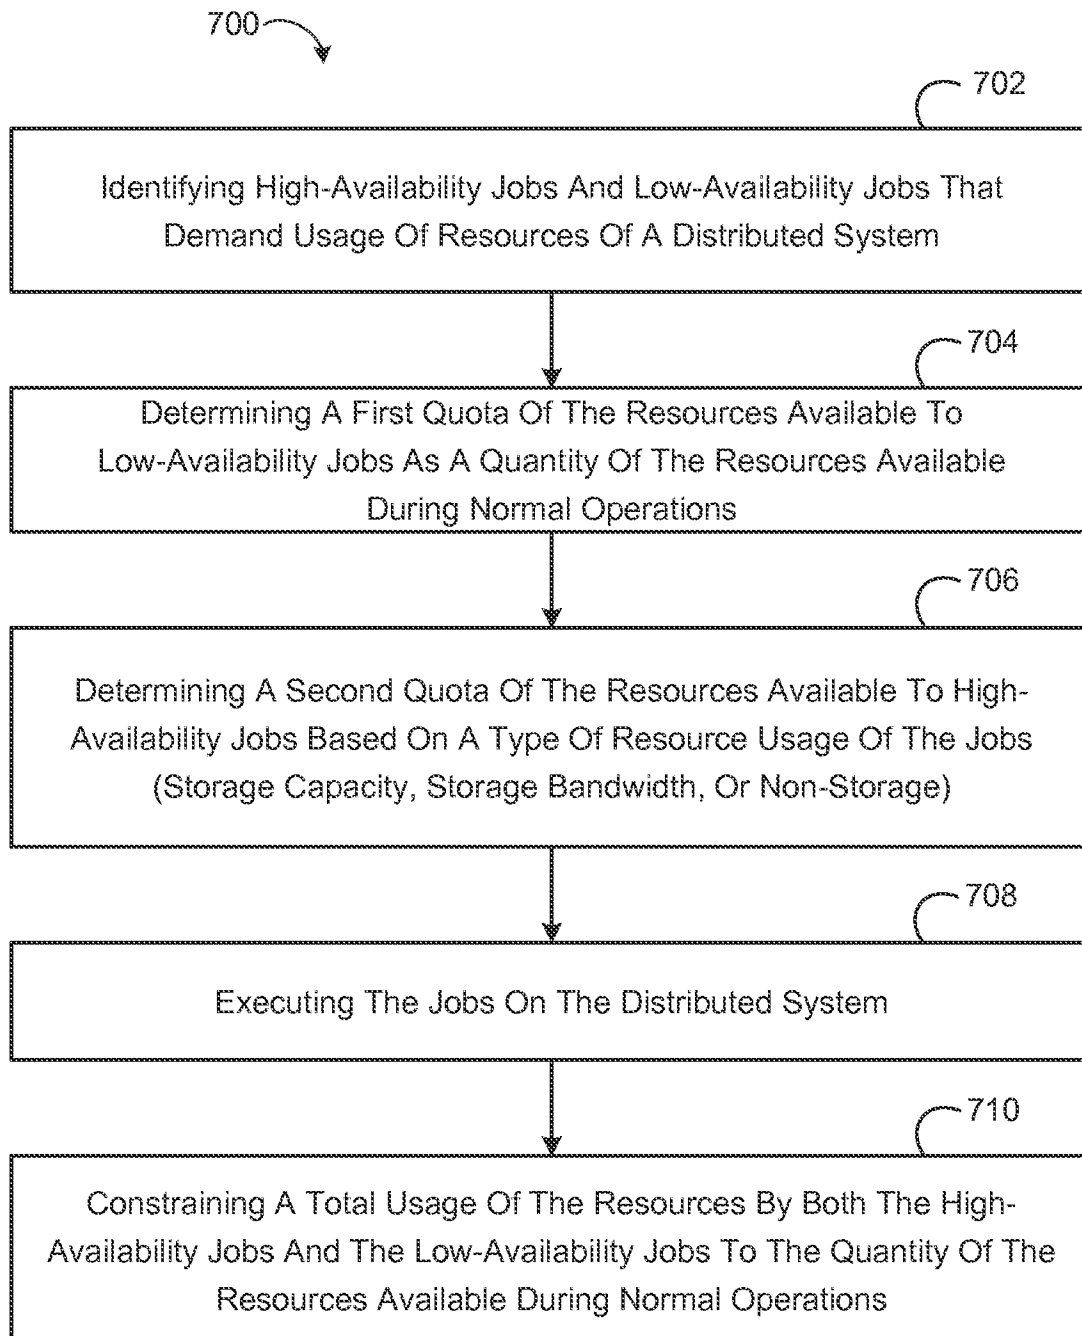 700
702
Identifying High-Availability Jobs And Low-Availability Jobs That
Demand Usage Of Resources Of A Distributed System
704
Determining A First Quota Of The Resources Available To
Low-Availability Jobs As A Quantity Of The Resources Available
During Normal Operations
706
Determining A Second Quota Of The Resources Available To High-
Availability Jobs Based On A Type Of Resource Usage Of The Jobs
(Storage Capacity, Storage Bandwidth, Or Non-Storage)
708
Executing The Jobs On The Distributed System
710
Constraining A Total Usage Of The Resources By Both The High-
Availability Jobs And The Low-Availability Jobs To The Quantity Of The
Resources Available During Normal Operations